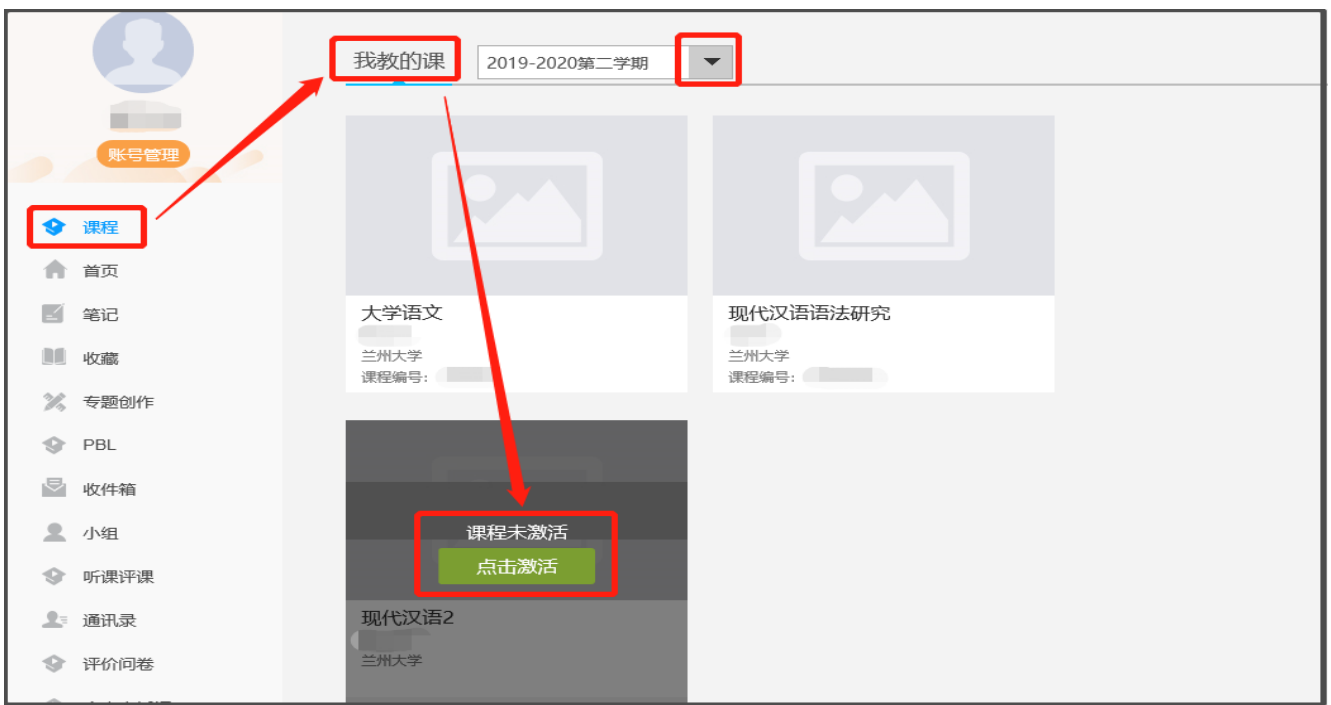 我教的课
2019-2020第二学期
账号管理
课程
首页
笔记
收藏
专题创作
PBL
收件箱
小组
听课评课
通讯录
评价问卷
大学语文
兰州大学
课程编号：
现代汉语语法研究
兰州大学
课程编号：
课程未激活
点击激活
现代汉语2
兰州大学